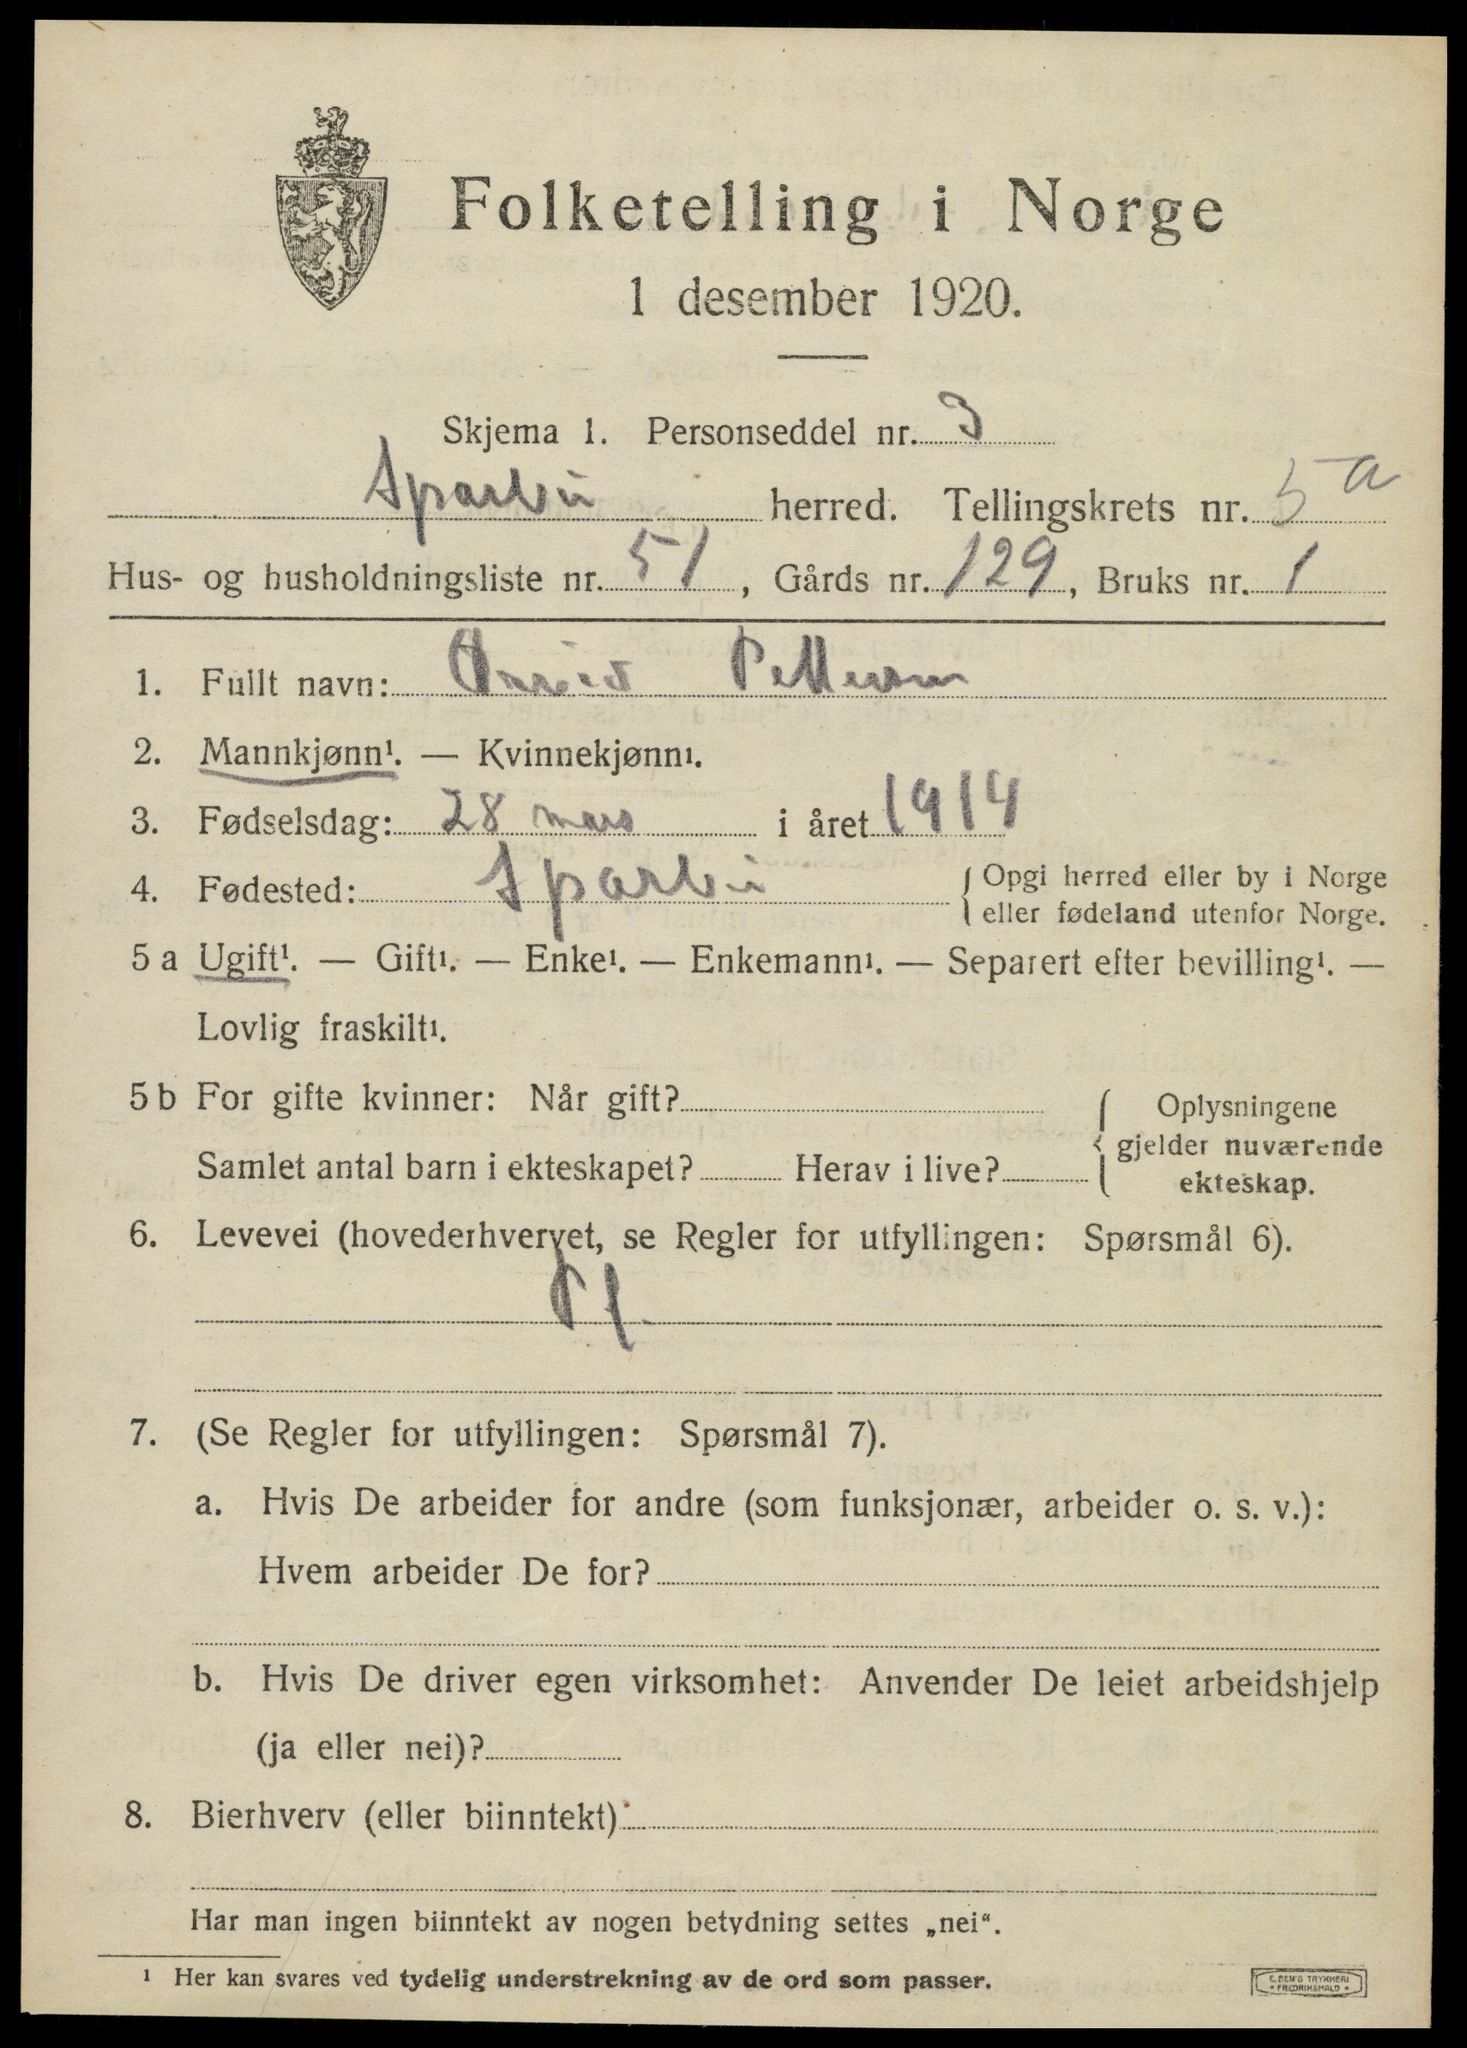 Folketelling i Norge
1 desember 1920.
Skjema 1. Personseddel nr. 3
Sparbu herred. Tellingskrets nr. 5a
Hus- og husholdningsliste nr. 51, Gårds nr. 129, Bruks nr. 1
1. Fullt navn: Pettersen
2. Mannkjønn¹. — Kvinnekjønn¹.
3. Fødselsdag: 28 mars i året 1914
4. Fødested: Sparbu { Opgi herred eller by i Norge
eller fødeland utenfor Norge.
5 a Ugift¹. — Gift¹. — Enke¹. — Enkemann¹. — Separert efter bevilling¹. —
Lovlig fraskilt¹.
5 b For gifte kvinner: Når gift?
Samlet antal barn i ekteskapet? Herav i live?
{ Oplysningene
gjelder nuværende
ekteskap.
6. Levevei (hovederhvervet, se Regler for utfyllingen: Spørsmål 6).
Pf.
7. (Se Regler for utfyllingen: Spørsmål 7).
a. Hvis De arbeider for andre (som funksjonær, arbeider o. s. v.):
Hvem arbeider De for?
b. Hvis De driver egen virksomhet: Anvender De leiet arbeidshjelp
(ja eller nei)?
8. Bierhverv (eller biinntekt)
Har man ingen biinntekt av nogen betydning settes „nei“.
¹ Her kan svares ved tydelig understrekning av de ord som passer.
E. SEM'S TRYKKERI
• FREDRIKSHALD •